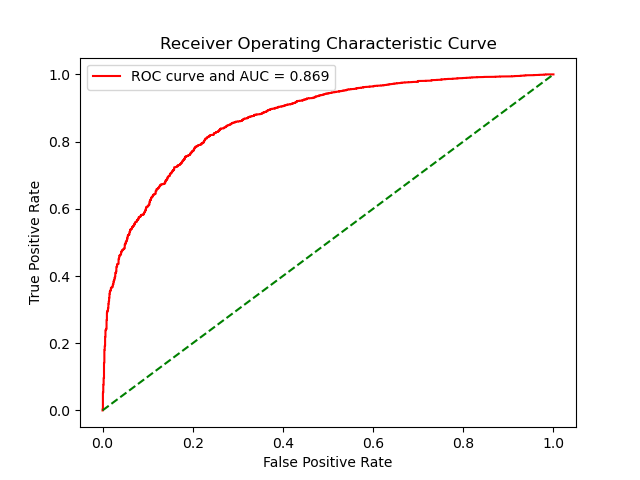 Receiver Operating Characteristic Curve
ROC curve and AUC = 0.869
1.0
0.8
0.6
0.4
0.2
0.0
True Positive Rate
0.0 0.2 0.4 0.6 0.8 1.0
False Positive Rate